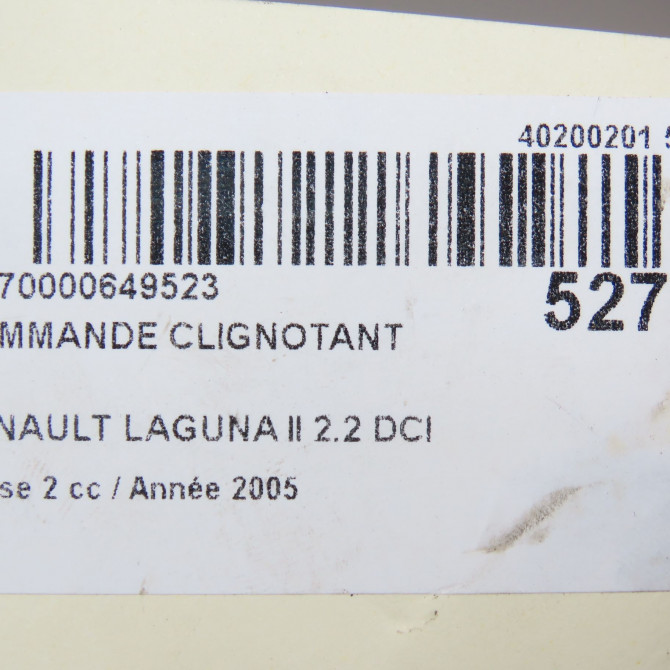 40200201 5
70000649523
527
MMANDE CLIGNOTANT
NAULT LAGUNA II 2.2 DCI
se 2 cc / Année 2005